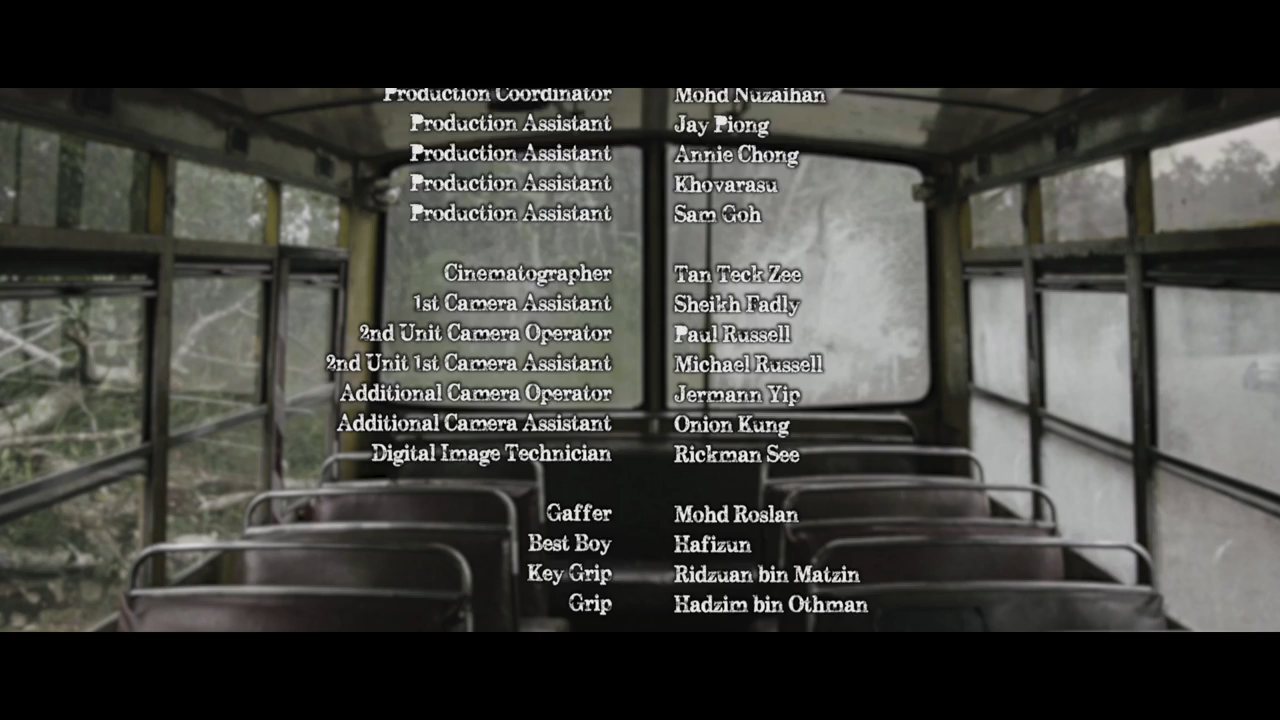 Production Coordinator Mohd Nuzaihan
Production Assistant Jay Piong
Production Assistant Annie Chong
Production Assistant Khovarasu
Production Assistant Sam Goh
Cinematographer Tan Teck Zee
1st Camera Assistant Sheikh Fadly
2nd Unit Camera Operator Paul Russell
2nd Unit 1st Camera Assistant Michael Russell
Additional Camera Operator Jermann Yip
Additional Camera Assistant Onion Kung
Digital Image Technician Rickman See
Gaffer Mohd Roslan
Best Boy Hafizun
Key Grip Ridzuan bin Matzin
Grip Hadzim bin Othman